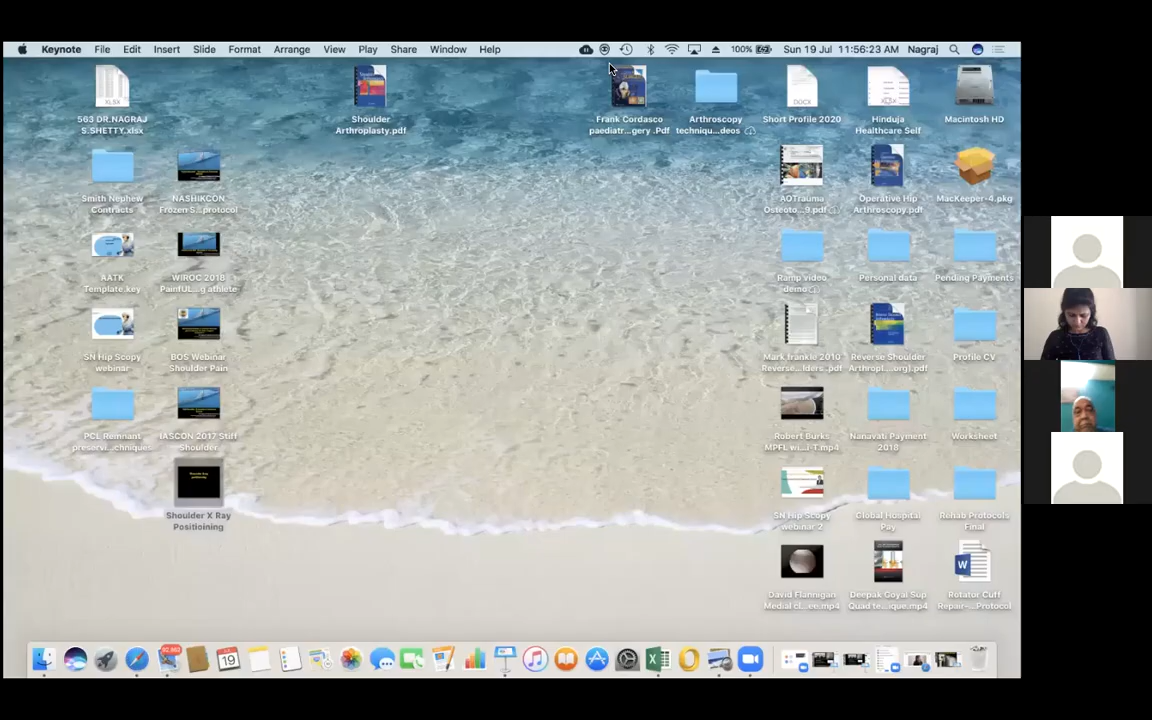 Keynote File Edit Insert Slide Format Arrange View Play Share Window Help 100% Sun 19 Jul 11:56:23 AM Nagraj
563 DR.NAGRAJ
S.SHETTY.xlsx
Shoulder
Arthroplasty.pdf
Frank Cordasco
paediatr...gery .Pdf
Arthroscopy
techniqu...deos
Short Profile 2020
Hinduja
Healthcare Self
Macintosh HD
XLSX
DOCX
XLSX
Smith Nephew
Contracts
NASHIKCON
Frozen S...protocol
AOTrauma
Osteoto...9.pdf
Operative Hip
Arthroscopy.pdf
MacKeeper-4.pkg
AATK
Template.key
WIROC 2018
PainfUL...g athlete
Ramp video
demo
Personal data
Pending Payments
SN Hip Scopy
webinar
BOS Webinar
Shoulder Pain
Mark frankle 2010
Reverse...lders..pdf
Reverse Shoulder
Arthropl...org).pdf
Profile CV
PCL Remnant
preservi...chniques
IASCON 2017 Stiff
Shoulder
Robert Burks
MPFL wi...i-T.mp4
Nanavati Payment
2018
Worksheet
Shoulder X Ray
Positioining
SN Hip Scopy
webinar 2
Global Hospital
Pay
Rehab Protocols
Final
David Flannigan
Medial cl...ee.mp4
Deepak Goyal Sup
Quad te...ique.mp4
W
Rotator Cuff
Repair-...Protocol
19